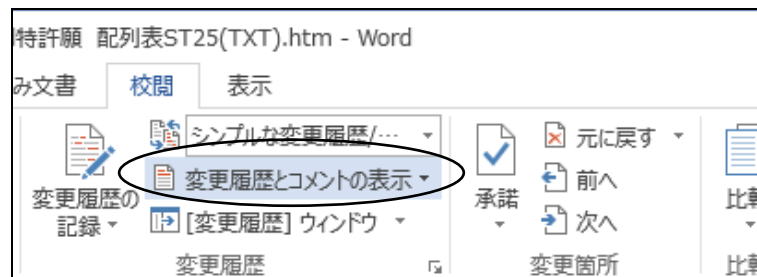 特許願 配列表ST25(TXT).htm - Word
み文書 校閲 表示
シンプルな変更履歴/…
変更履歴とコメントの表示
[変更履歴] ウィンドウ
変更履歴の
記録
変更履歴
承諾
元に戻す
前へ
次へ
変更箇所
比較
比較